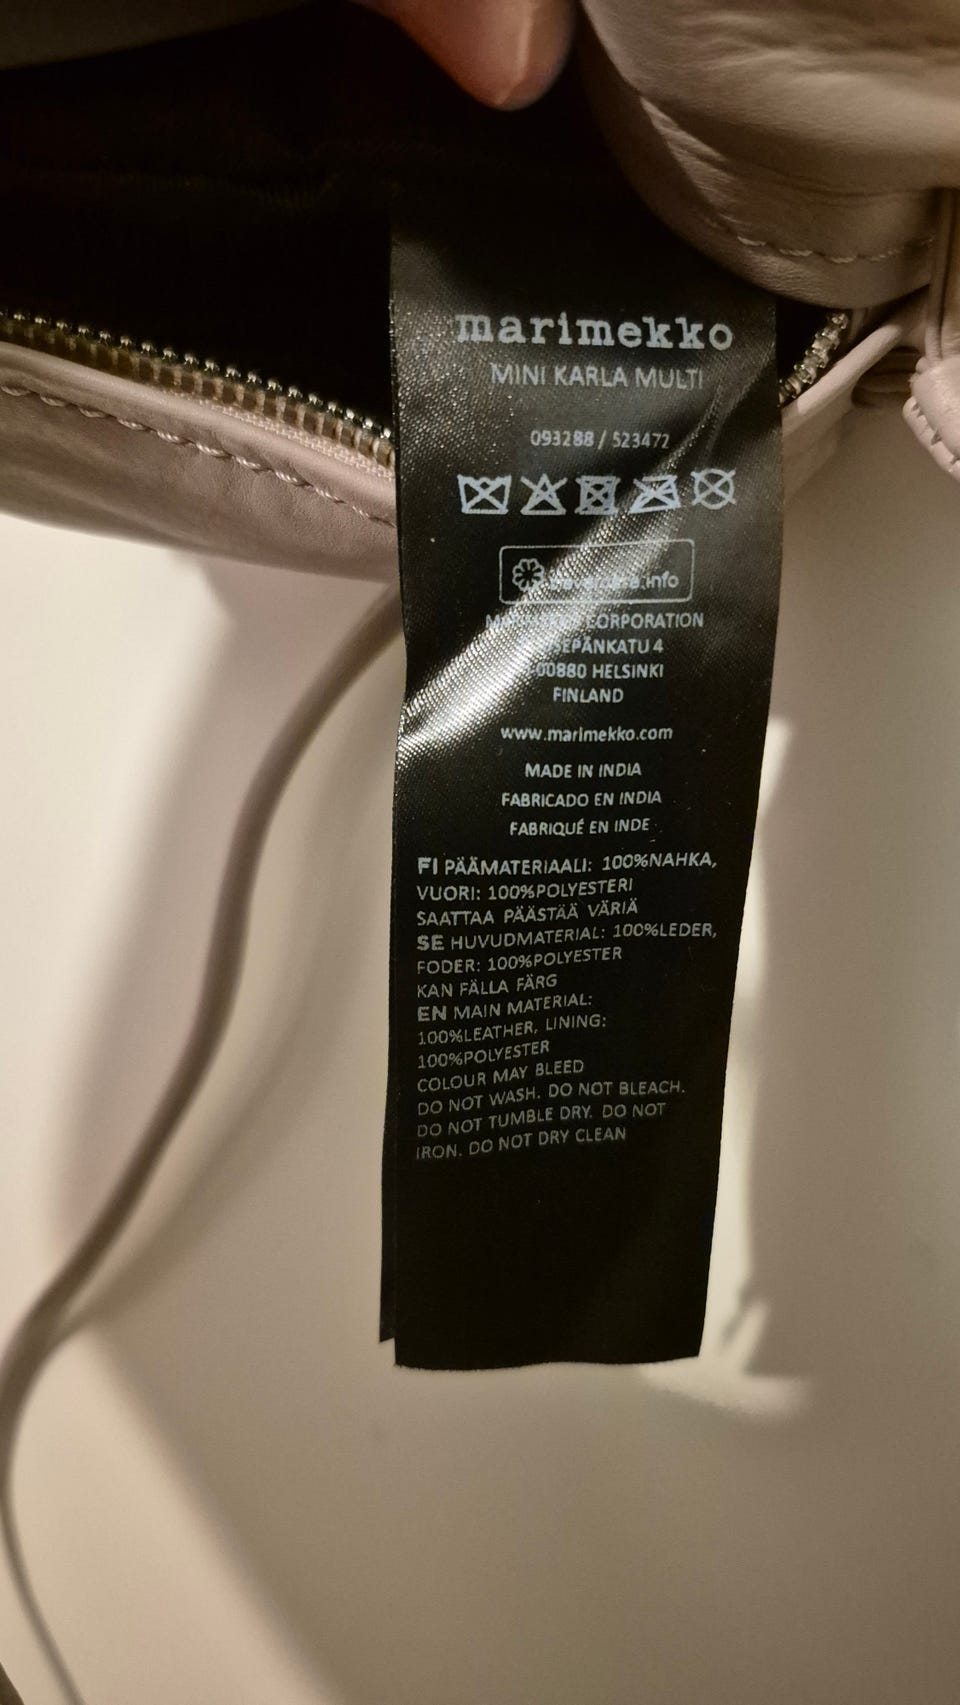 marimekko
MINI KARLA MULTI
093288 / 523472
CORPORATION
00880 HELSINKI
FINLAND
www.marimekko.com
MADE IN INDIA
FABRICADO EN INDIA
FABRIQUÉ EN INDE
FI PÄÄMATERIAALI: 100%NAHKA,
VUORI: 100%POLYESTERI
SAATTAA PÄÄSTÄÄ VÄRIÄ
SE HUVUDMATERIAL: 100%LEDER,
FODER: 100%POLYESTER
KAN FÄLLA FÄRG
EN MAIN MATERIAL:
100%LEATHER, LINING:
100%POLYESTER
COLOUR MAY BLEED
DO NOT WASH. DO NOT BLEACH.
DO NOT TUMBLE DRY. DO NOT
IRON. DO NOT DRY CLEAN